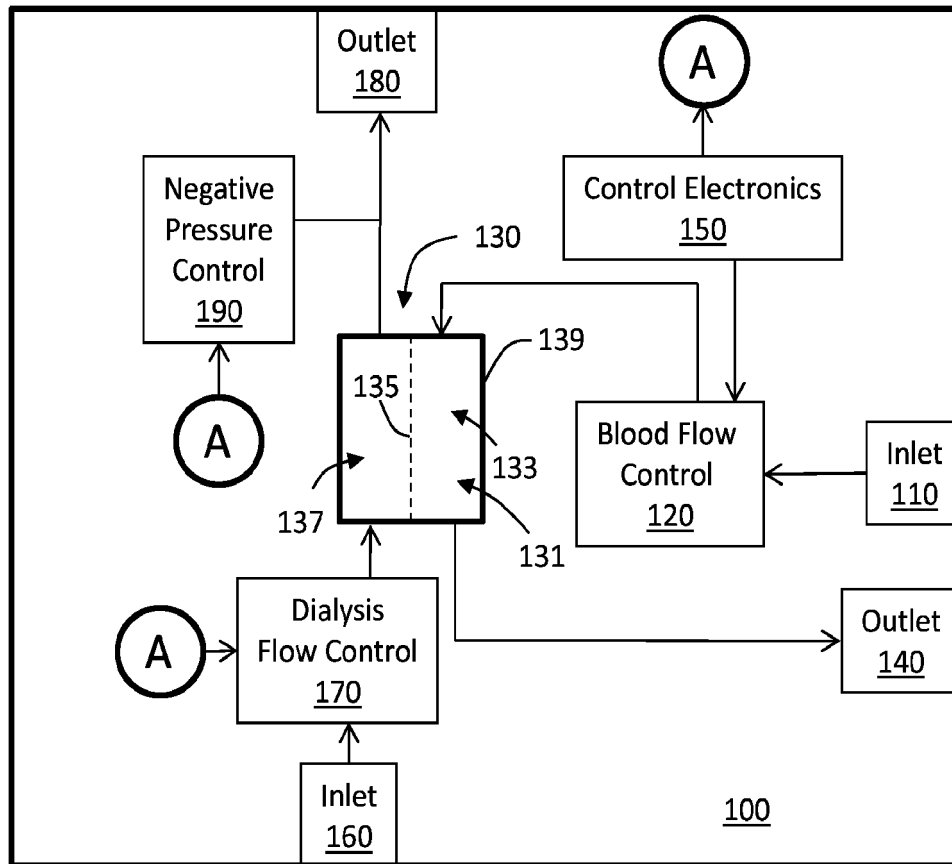 Outlet
180
A
Negative
Pressure
Control
190
Control Electronics
150
130
139
135
A
133
137
131
Blood Flow
Control
120
Inlet
110
Dialysis
Flow Control
170
A
Outlet
140
Inlet
160
100